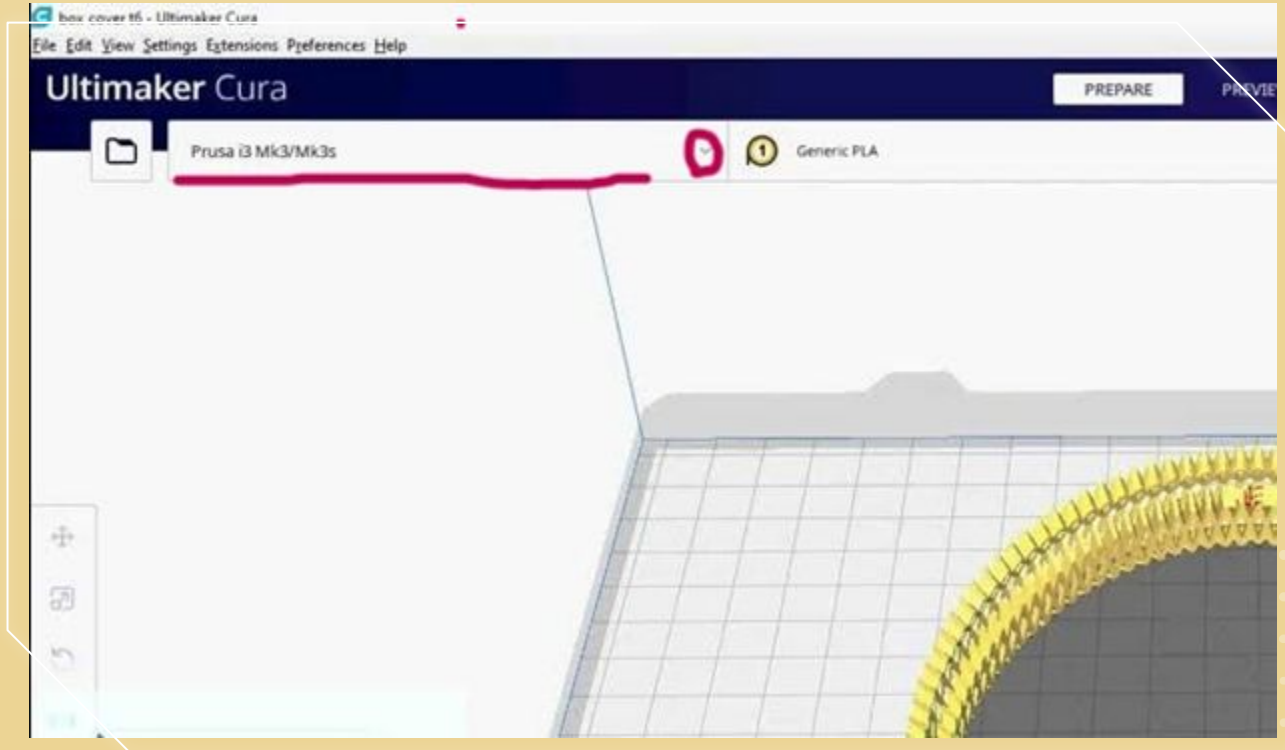 box cover t6 - Ultimaker Cura
File Edit View Settings Extensions Preferences Help
Ultimaker Cura
PREPARE
Prusa i3 Mk3/Mk3s
1 Generic PLA